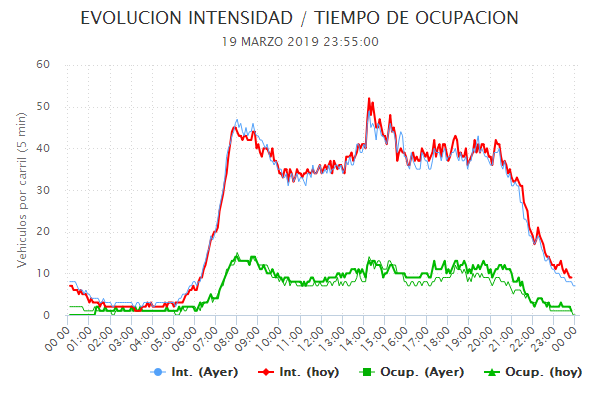 EVOLUCION INTENSIDAD / TIEMPO DE OCUPACION
19 MARZO 2019 23:55:00
Vehiculos por carril (5 min)
60
50
40
30
20
10
0
00:00 01:00 02:00 03:00 04:00 05:00 06:00 07:00 08:00 09:00 10:00 11:00 12:00 13:00 14:00 15:00 16:00 17:00 18:00 19:00 20:00 21:00 22:00 23:00 00:00
Int. (Ayer) Int. (hoy) Ocup. (Ayer) Ocup. (hoy)